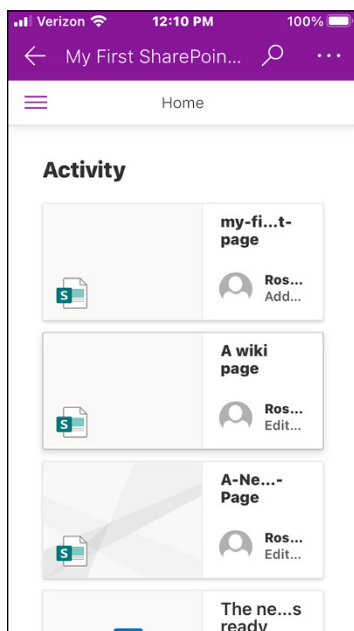 Verizon 12:10 PM 100%
My First SharePoin...
Home
Activity
my-fi...t-
page
Ros...
Add...
S
A wiki
page
Ros...
Edit...
S
A-Ne...-
Page
Ros...
Edit...
S
The ne...s
ready